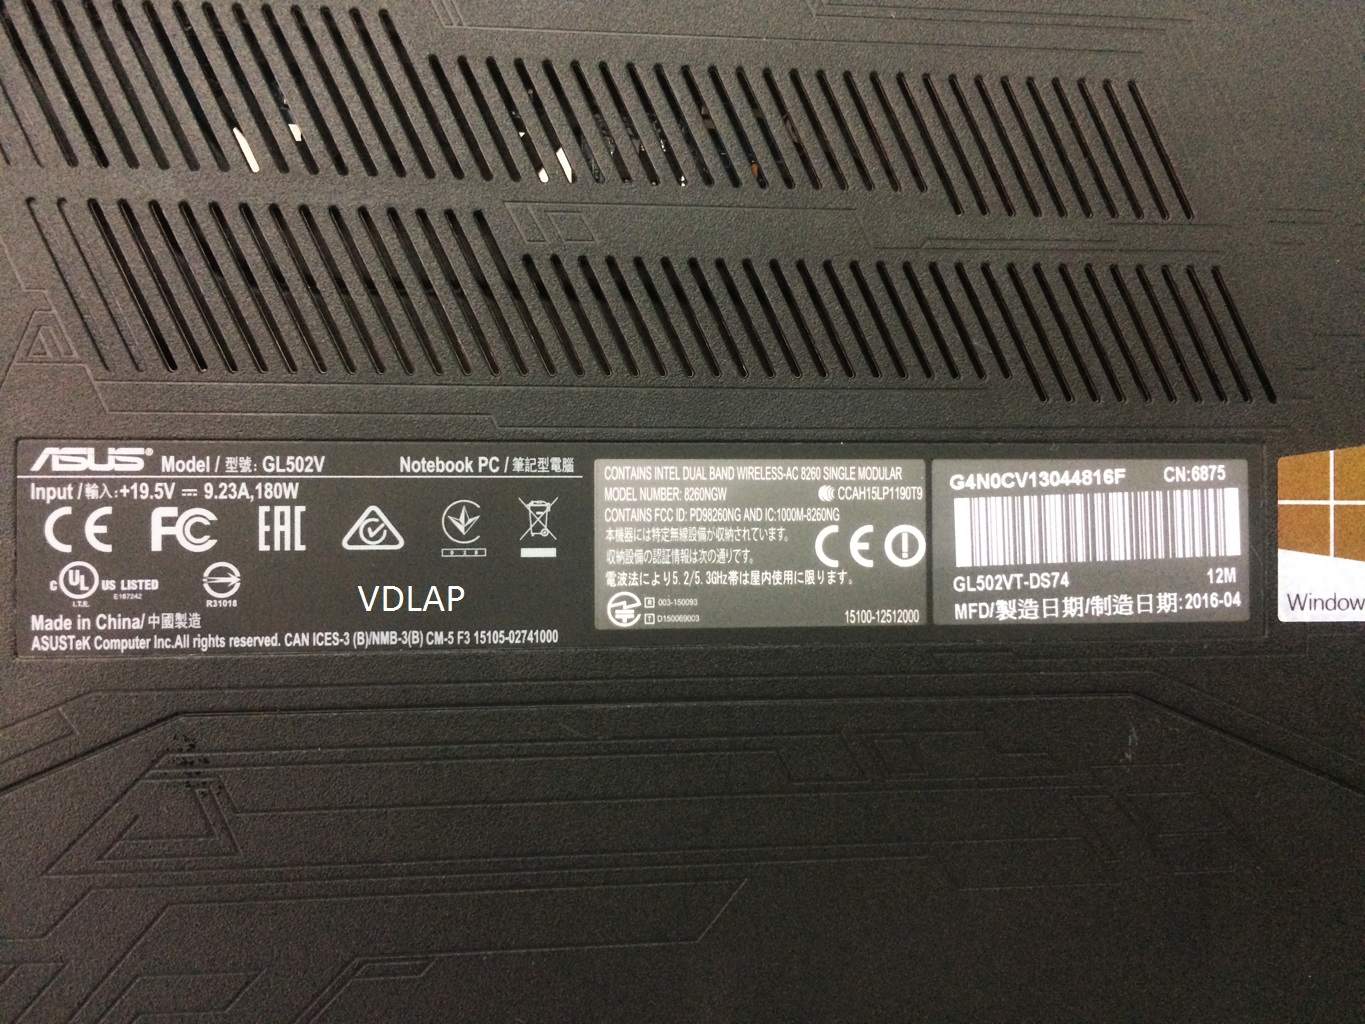 ASUS® Model / 型號: GL502V Notebook PC / 筆記型電腦
Input / 輸入: +19.5V ⎓ 9.23A, 180W
CE FC EAC
C UL US LISTED
I.T.E. E167242
R31018
VDLAP
Made in China/ 中國製造
ASUSTeK Computer Inc.All rights reserved. CAN ICES-3 (B)/NMB-3(B) CM-5 F3 15105-02741000
CONTAINS INTEL DUAL BAND WIRELESS-AC 8260 SINGLE MODULAR
MODEL NUMBER: 8260NGW CCAH15LP1190T9
CONTAINS FCC ID: PD98260NG AND IC:1000M-8260NG
本機器には特定無線設備が収納されています。
収納設備の認証情報は次の通りです。
CE
電波法により5.2/5.3GHz帯は屋内使用に限ります。
R 003-150093
T D150069003
15100-12512000
G4N0CV13044816F CN:6875
GL502VT-DS74 12M
MFD/製造日期/制造日期:2016-04
Window